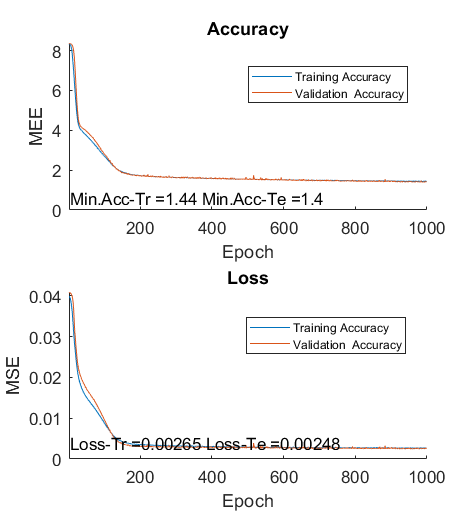 Accuracy
8
6
4
2
0
MEE
Training Accuracy
Validation  Accuracy
Min.Acc-Tr =1.44 Min.Acc-Te =1.4
200 400 600 800 1000
Epoch
Loss
0.04
0.03
0.02
0.01
0
MSE
Training Accuracy
Validation  Accuracy
Loss-Tr =0.00265 Loss-Te =0.00248
200 400 600 800 1000
Epoch